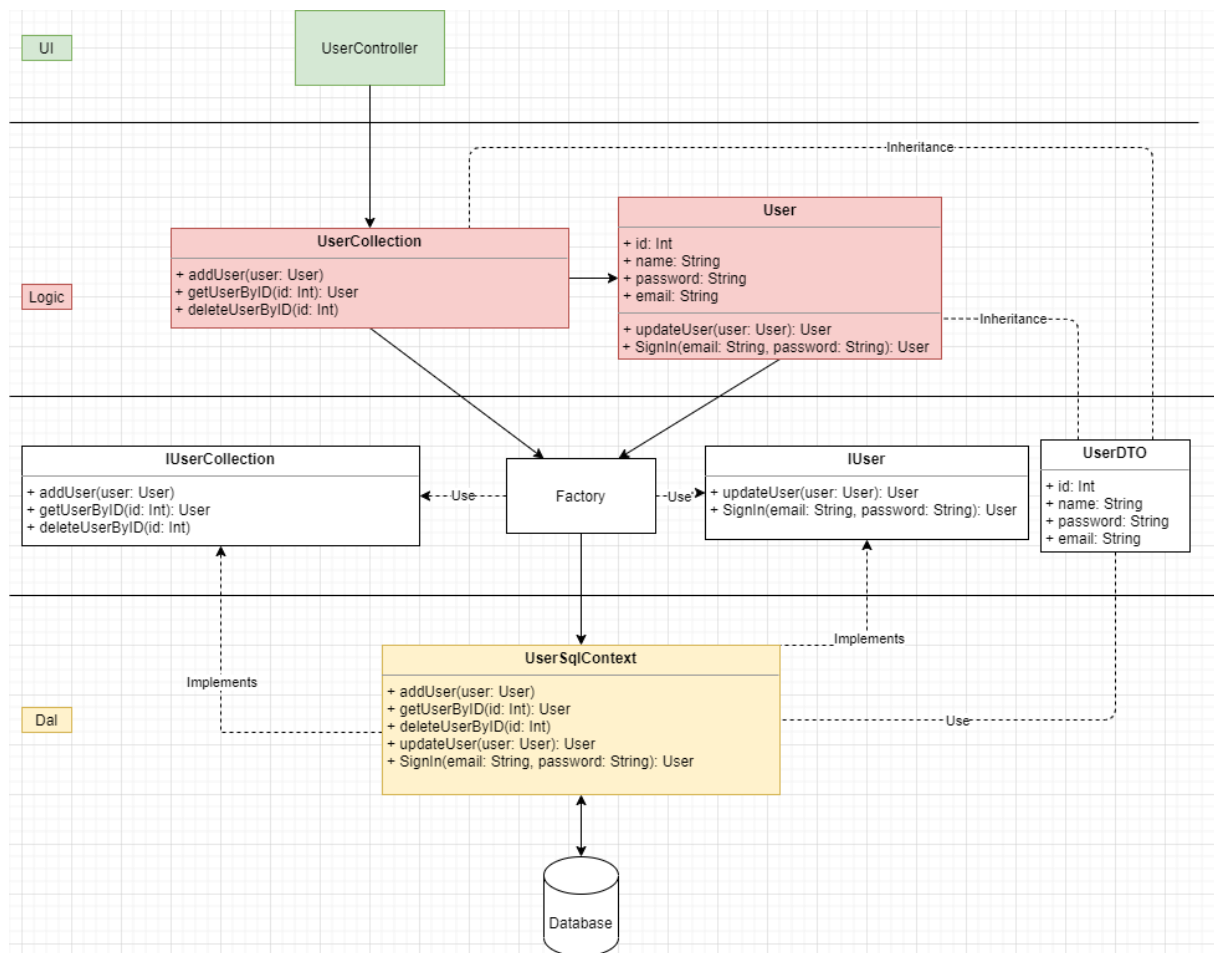 UI
UserController
Inheritance
User
+ id: Int
+ name: String
+ password: String
+ email: String
+ updateUser(user: User): User
+ SignIn(email: String, password: String): User
UserCollection
+ addUser(user: User)
+ getUserByID(id: Int): User
+ deleteUserByID(id: Int)
Logic
Inheritance
IUserCollection
+ addUser(user: User)
+ getUserByID(id: Int): User
+ deleteUserByID(id: Int)
Use
Factory
Use
IUser
+ updateUser(user: User): User
+ SignIn(email: String, password: String): User
UserDTO
+ id: Int
+ name: String
+ password: String
+ email: String
Implements
Implements
UserSqlContext
+ addUser(user: User)
+ getUserByID(id: Int): User
+ deleteUserByID(id: Int)
+ updateUser(user: User): User
+ SignIn(email: String, password: String): User
Dal
Use
Database